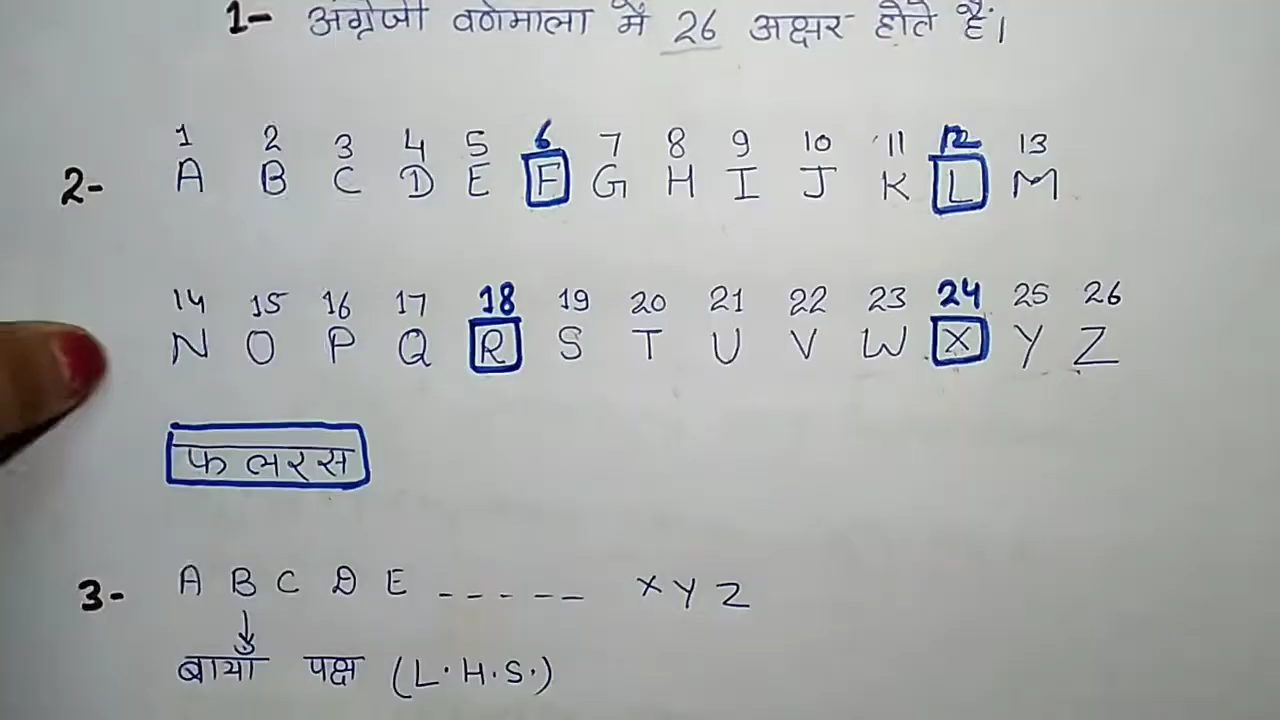 1- अंग्रेजी वर्णमाला में 26 अक्षर होते हैं।
1 2 3 4 5 6 7 8 9 10 11 12 13
2- A B C D E F G H I J K L M
14 15 16 17 18 19 20 21 22 23 24 25 26
N O P Q R S T U V W X Y Z
फलरस
3- A B C D E ----- X Y Z
बायाँ पक्ष (L.H.S.)